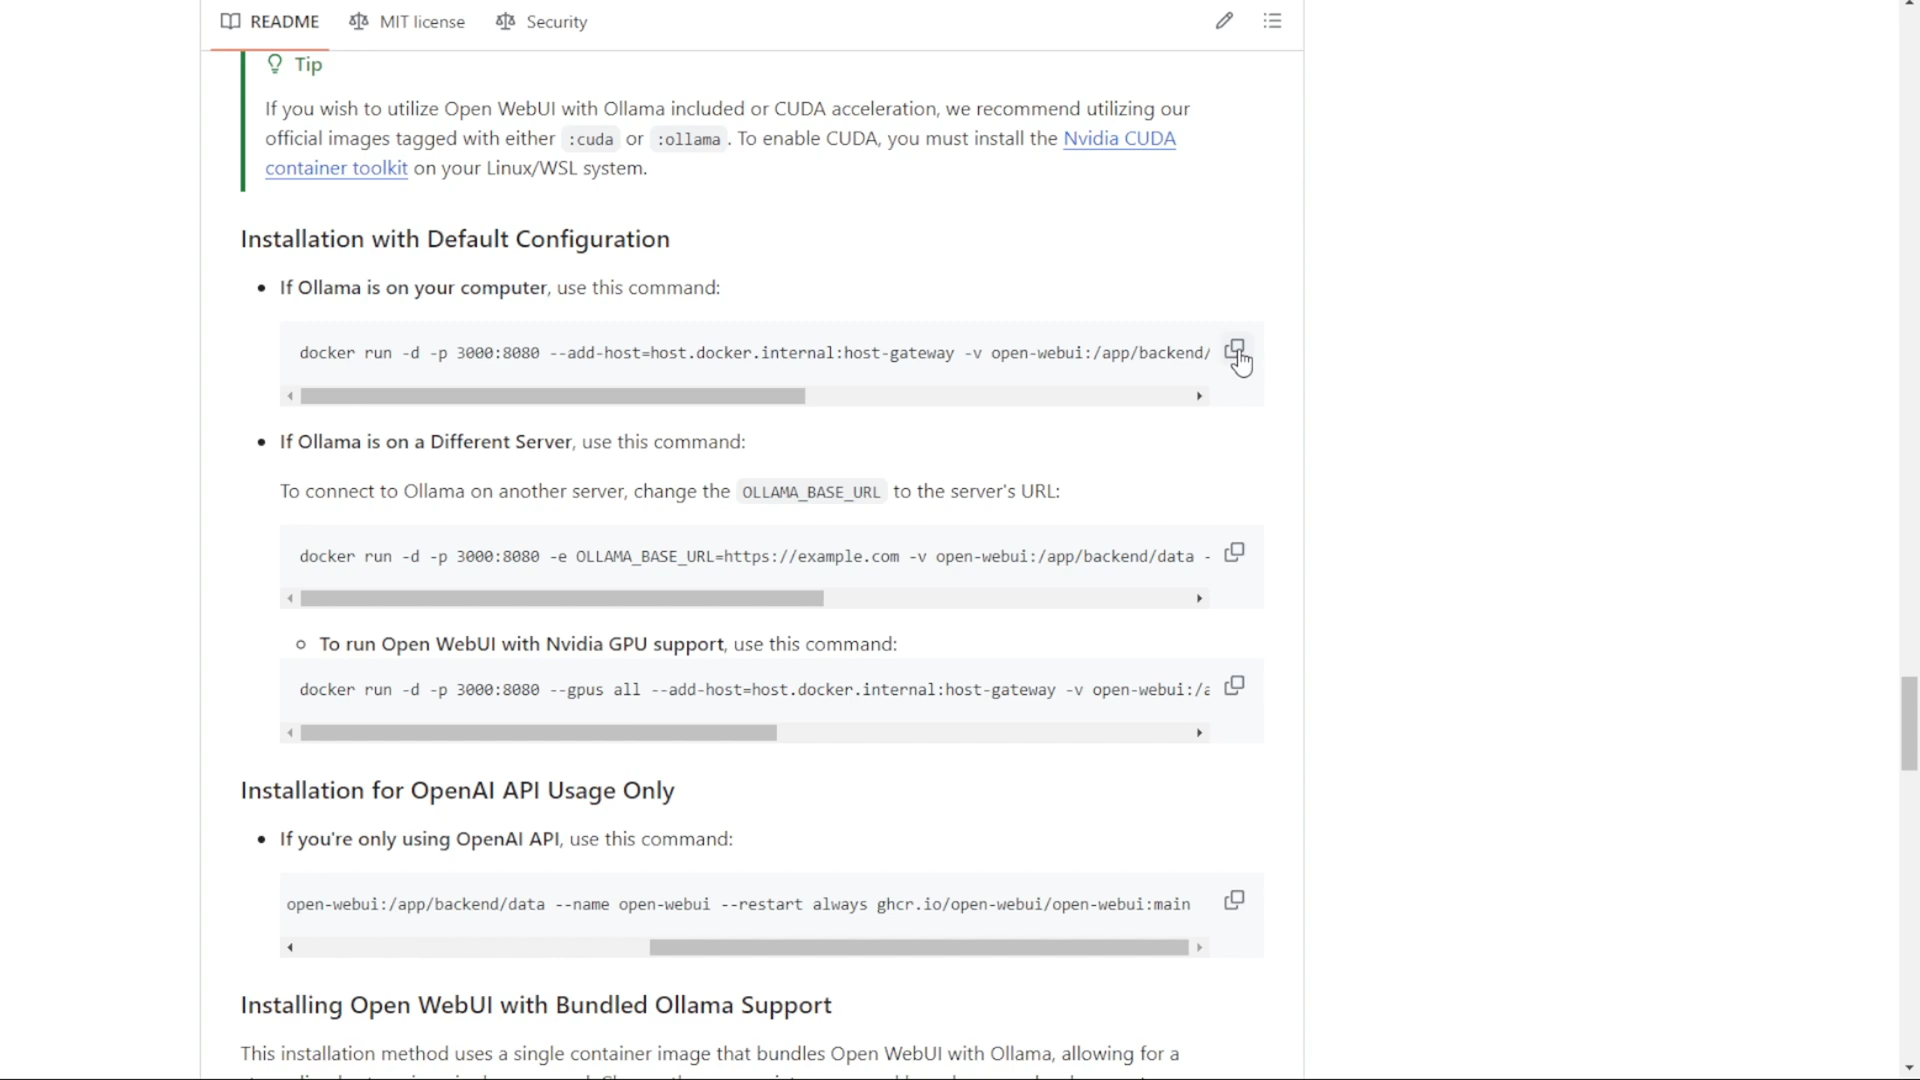 README MIT license Security
Tip
If you wish to utilize Open WebUI with Ollama included or CUDA acceleration, we recommend utilizing our
official images tagged with either :cuda or :ollama. To enable CUDA, you must install the Nvidia CUDA
container toolkit on your Linux/WSL system.
Installation with Default Configuration
• If Ollama is on your computer, use this command:
docker run -d -p 3000:8080 --add-host=host.docker.internal:host-gateway -v open-webui:/app/backend/
• If Ollama is on a Different Server, use this command:
To connect to Ollama on another server, change the OLLAMA_BASE_URL to the server's URL:
docker run -d -p 3000:8080 -e OLLAMA_BASE_URL=https://example.com -v open-webui:/app/backend/data -
○ To run Open WebUI with Nvidia GPU support, use this command:
docker run -d -p 3000:8080 --gpus all --add-host=host.docker.internal:host-gateway -v open-webui:/a
Installation for OpenAI API Usage Only
• If you're only using OpenAI API, use this command:
open-webui:/app/backend/data --name open-webui --restart always ghcr.io/open-webui/open-webui:main
Installing Open WebUI with Bundled Ollama Support
This installation method uses a single container image that bundles Open WebUI with Ollama, allowing for a